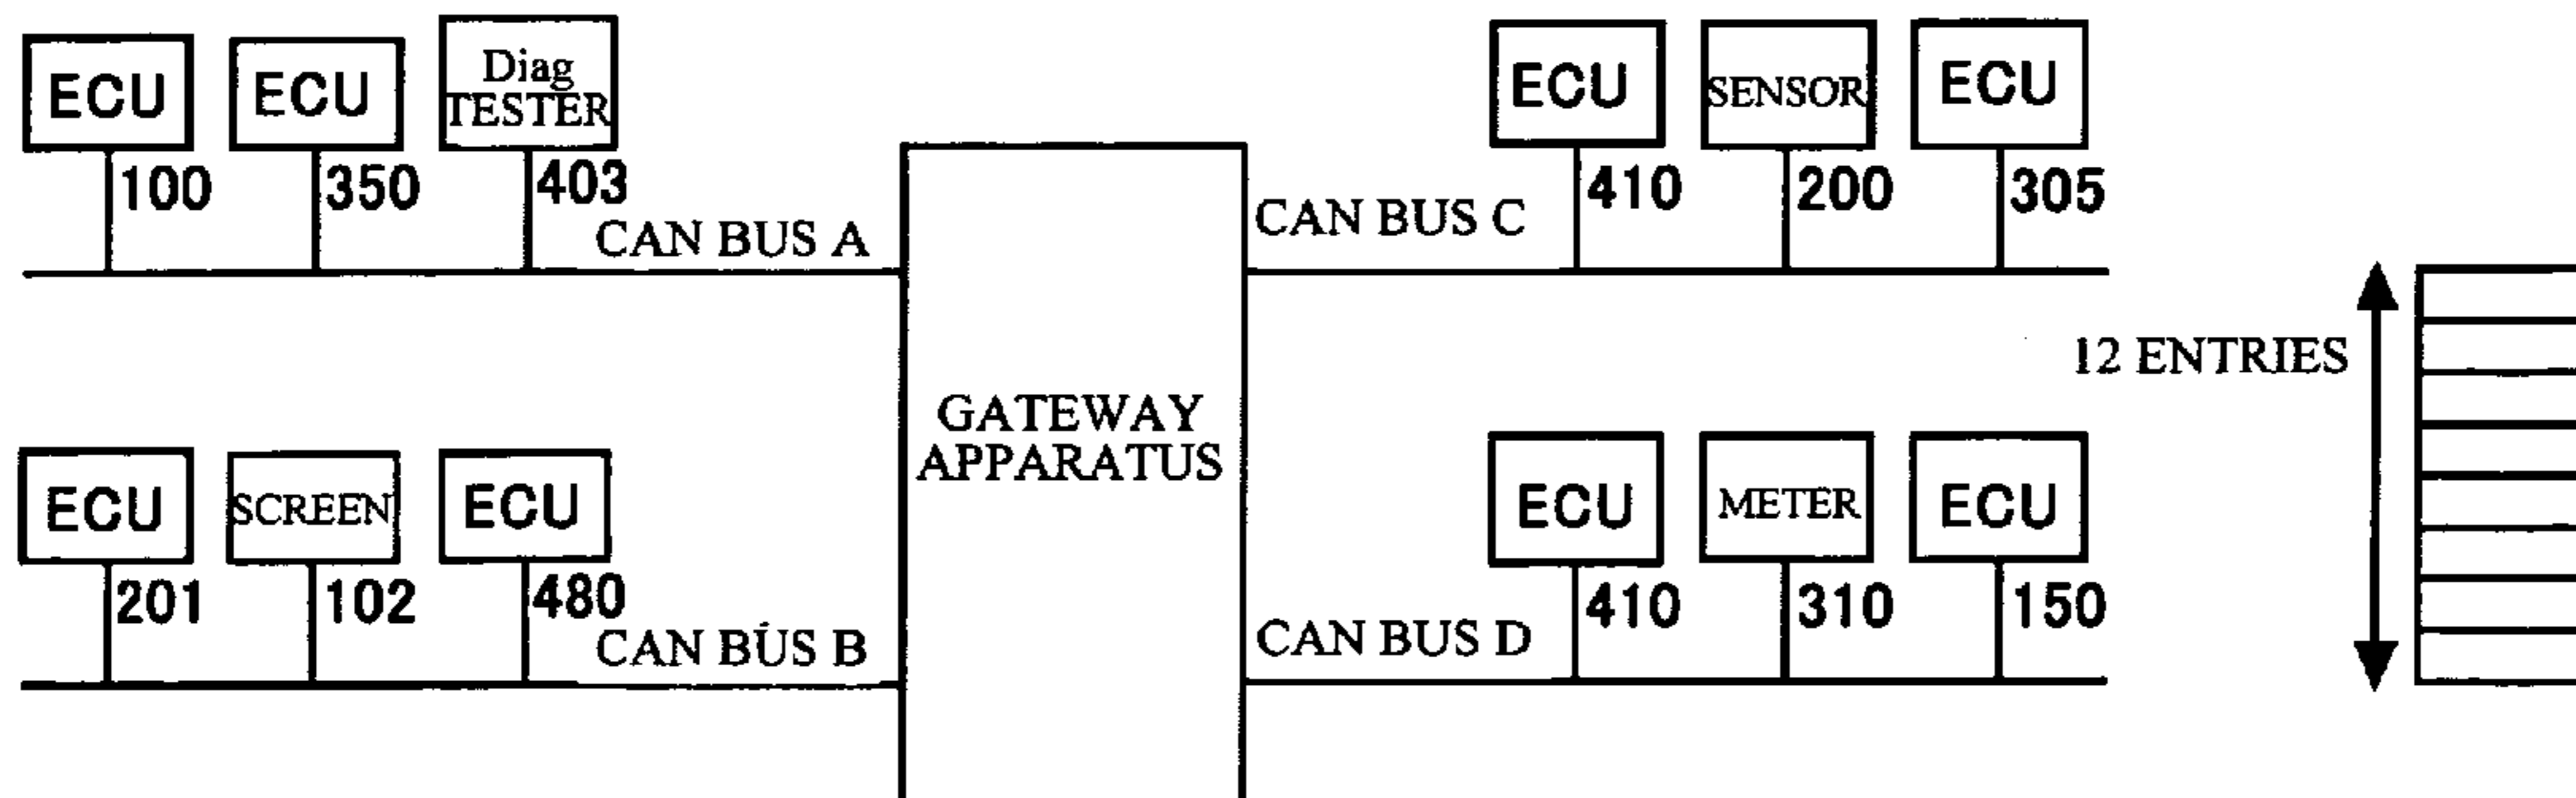 ECU
ECU
Diag
TESTER
100
350
403
CAN BUS A
ECU
SENSOR
ECU
410
200
305
CAN BUS C
12 ENTRIES
GATEWAY
APPARATUS
ECU
SCREEN
ECU
201
102
480
CAN BUS B
ECU
METER
ECU
410
310
150
CAN BUS D